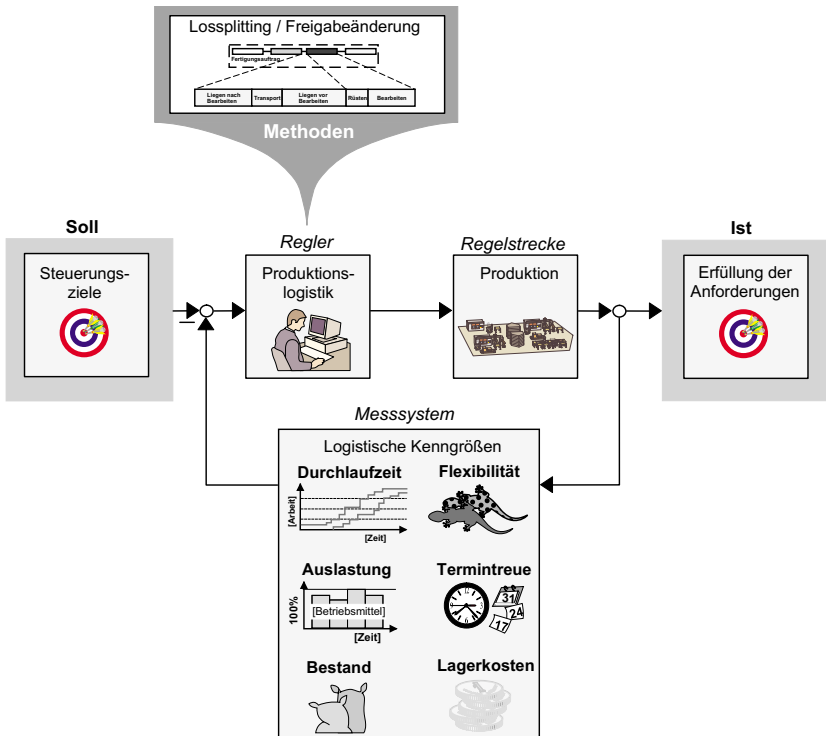 Lossplitting / Freigabeänderung
Fertigungsauftrag
Liegen nach
Bearbeiten
Transport
Liegen vor
Bearbeiten
Rüsten
Bearbeiten
Methoden
Soll
Steuerungs-
ziele
Regler
Produktions-
logistik
Regelstrecke
Produktion
Ist
Erfüllung der
Anforderungen
Messsystem
Logistische Kenngrößen
Durchlaufzeit
[Arbeit]
[Zeit]
Flexibilität
Auslastung
100%
[Betriebsmittel]
[Zeit]
Termintreue
31
24
17
Bestand
Lagerkosten